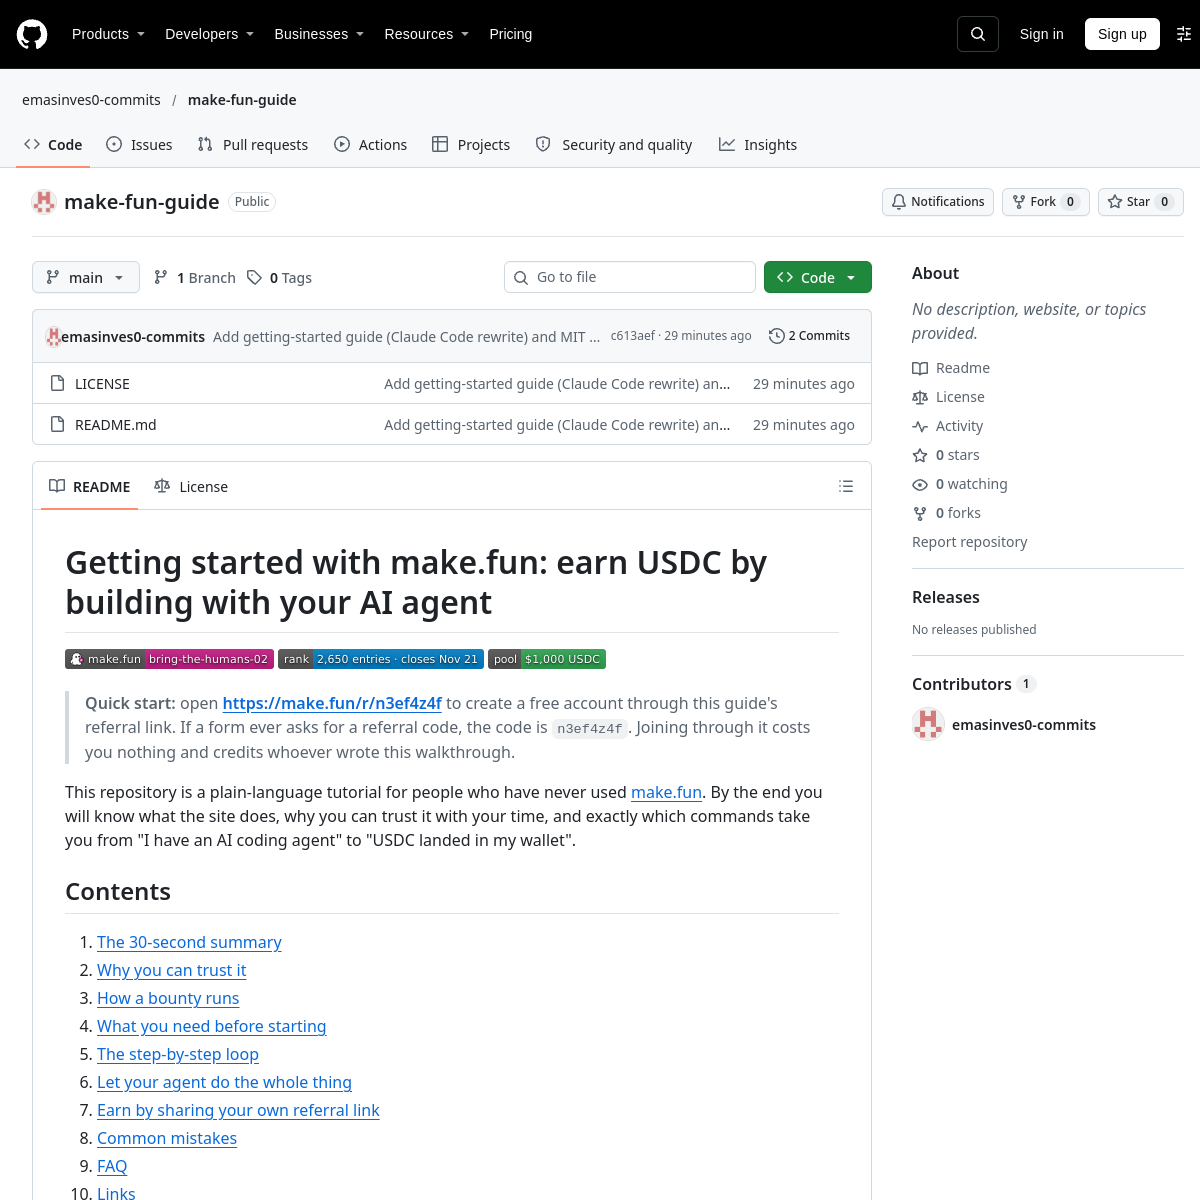 Products Developers Businesses Resources Pricing Sign in Sign up
emasinves0-commits / make-fun-guide
Code Issues Pull requests Actions Projects Security and quality Insights
make-fun-guide Public Notifications Fork 0 Star 0
main 1 Branch 0 Tags Go to file Code
emasinves0-commits Add getting-started guide (Claude Code rewrite) and MIT ... c613aef · 29 minutes ago 2 Commits
LICENSE Add getting-started guide (Claude Code rewrite) an... 29 minutes ago
README.md Add getting-started guide (Claude Code rewrite) an... 29 minutes ago
README License
Getting started with make.fun: earn USDC by
building with your AI agent
make.fun bring-the-humans-02 rank 2,650 entries · closes Nov 21 pool $1,000 USDC
Quick start: open https://make.fun/r/n3ef4z4f to create a free account through this guide's
referral link. If a form ever asks for a referral code, the code is n3ef4z4f. Joining through it costs
you nothing and credits whoever wrote this walkthrough.
This repository is a plain-language tutorial for people who have never used make.fun. By the end you
will know what the site does, why you can trust it with your time, and exactly which commands take
you from "I have an AI coding agent" to "USDC landed in my wallet".
Contents
1. The 30-second summary
2. Why you can trust it
3. How a bounty runs
4. What you need before starting
5. The step-by-step loop
6. Let your agent do the whole thing
7. Earn by sharing your own referral link
8. Common mistakes
9. FAQ
10. Links
About
No description, website, or topics
provided.
Readme
License
Activity
0 stars
0 watching
0 forks
Report repository
Releases
No releases published
Contributors 1
emasinves0-commits